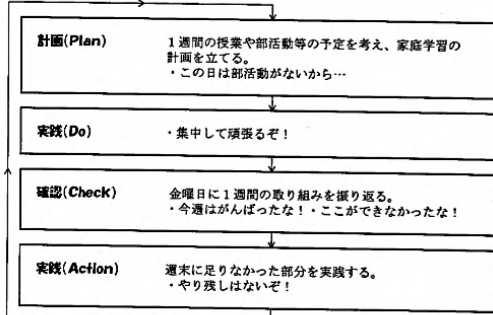 計画(Plan) 1週間の授業や部活動等の予定を考え、家庭学習の
計画を立てる。
・この日は部活動がないから…
実践(Do) ・集中して頑張るぞ！
確認(Check) 金曜日に1週間の取り組みを振り返る。
・今週はがんばったな！・ここができなかったな！
実践(Action) 週末に足りなかった部分を実践する。
・やり残しはないぞ！